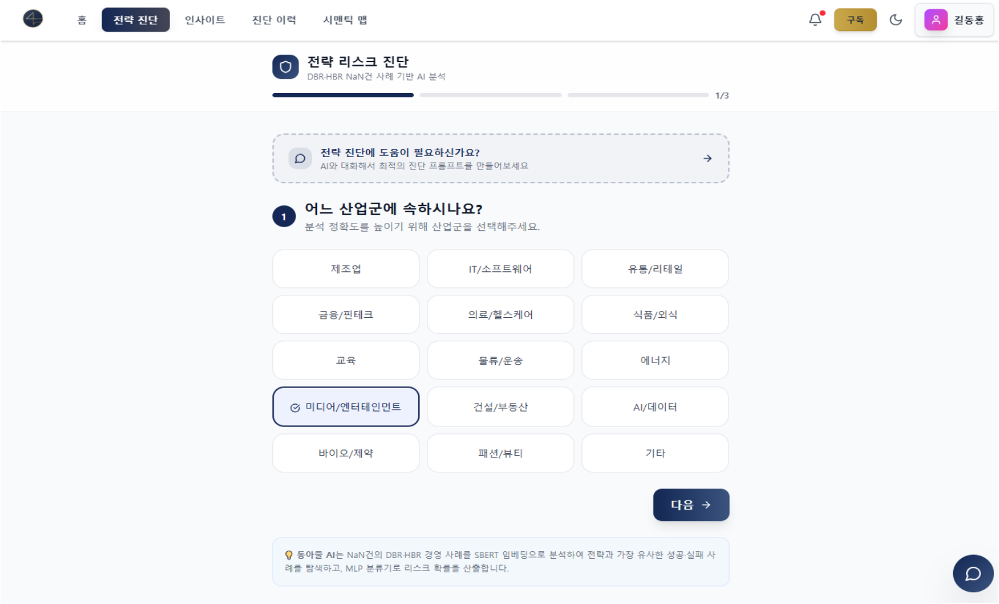 홈
전략 진단
인사이트
진단 이력
시맨틱 맵
구독
길동홍
전략 리스크 진단
DBR·HBR NaN건 사례 기반 AI 분석
1/3
전략 진단에 도움이 필요하신가요?
AI와 대화해서 최적의 진단 프롬프트를 만들어보세요
1
어느 산업군에 속하시나요?
분석 정확도를 높이기 위해 산업군을 선택해주세요.
제조업
IT/소프트웨어
유통/리테일
금융/핀테크
의료/헬스케어
식품/외식
교육
물류/운송
에너지
미디어/엔터테인먼트
건설/부동산
AI/데이터
바이오/제약
패션/뷰티
기타
다음
동아줄 AI는 NaN건의 DBR·HBR 경영 사례를 SBERT 임베딩으로 분석하여 전략과 가장 유사한 성공·실패 사
례를 탐색하고, MLP 분류기로 리스크 확률을 산출합니다.